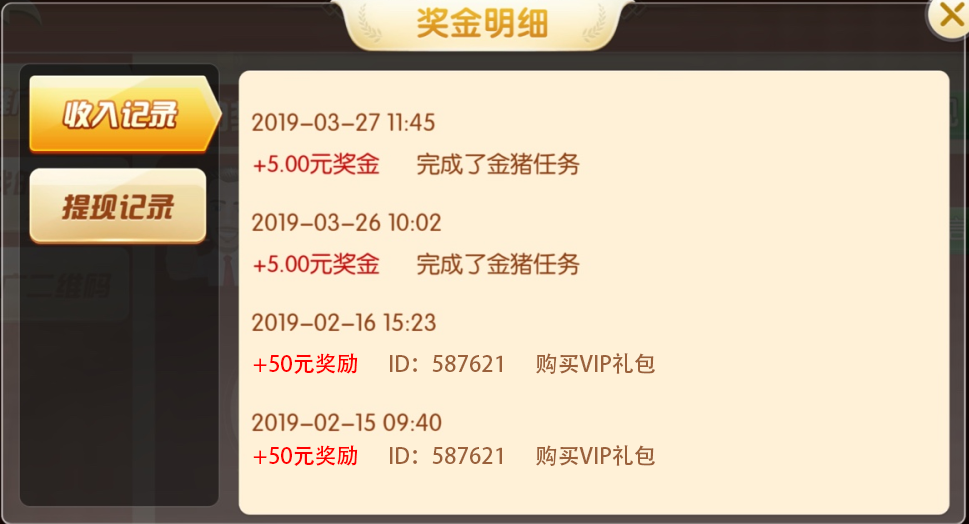 奖金明细
收入记录
提现记录
二维码
2019-03-27 11:45
+5.00元奖金 完成了金猪任务
2019-03-26 10:02
+5.00元奖金 完成了金猪任务
2019-02-16 15:23
+50元奖励 ID：587621 购买VIP礼包
2019-02-15 09:40
+50元奖励 ID：587621 购买VIP礼包